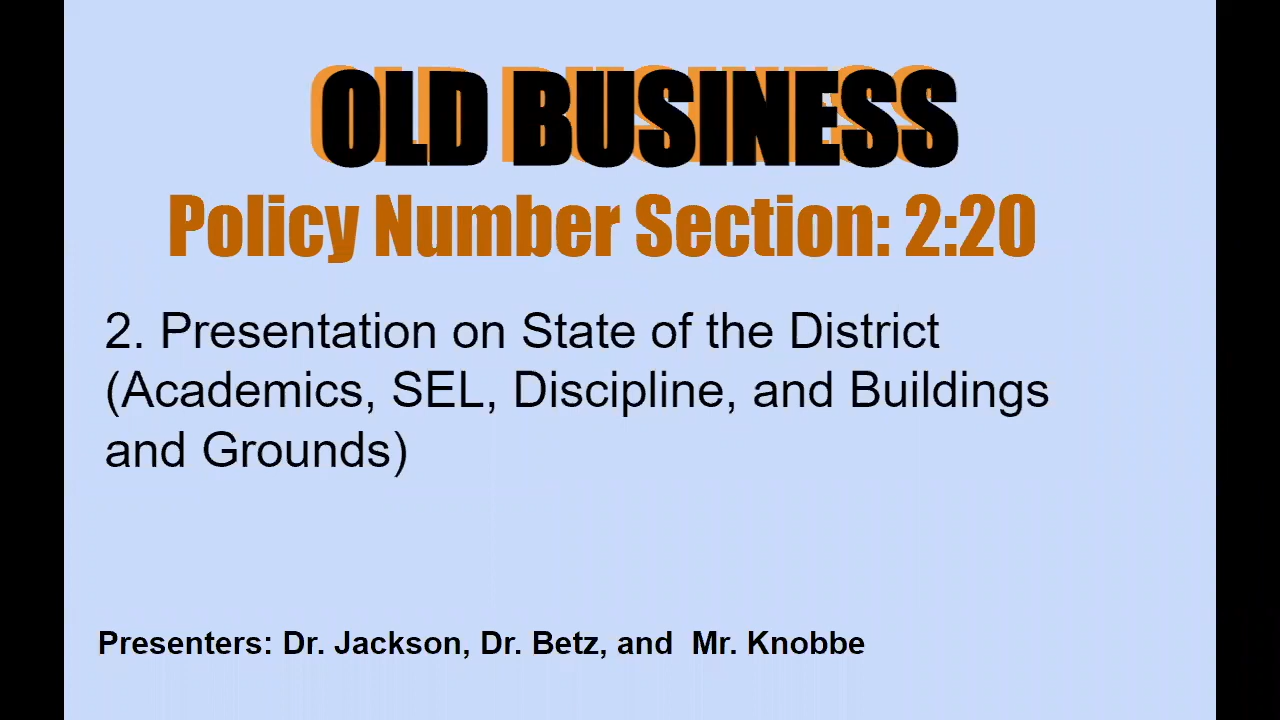 OLD BUSINESS
Policy Number Section: 2:20
2. Presentation on State of the District
(Academics, SEL, Discipline, and Buildings
and Grounds)
Presenters: Dr. Jackson, Dr. Betz, and  Mr. Knobbe